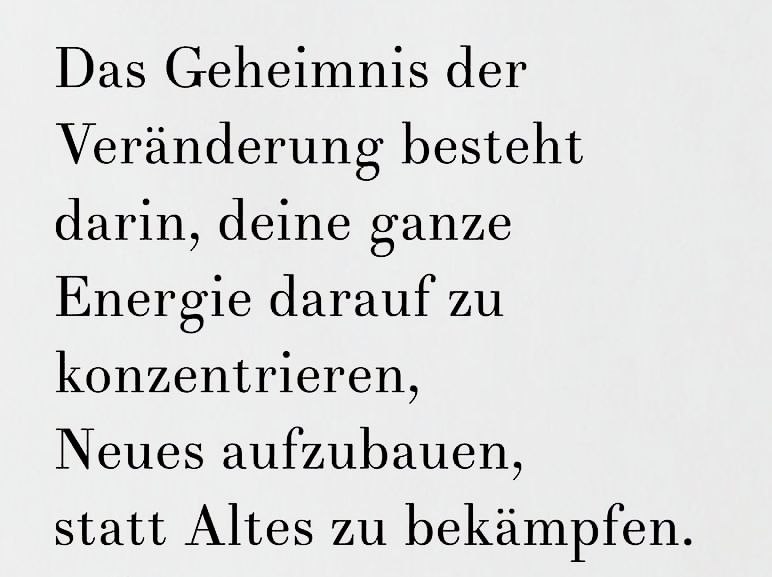 Das Geheimnis der
Veränderung besteht
darin, deine ganze
Energie darauf zu
konzentrieren,
Neues aufzubauen,
statt Altes zu bekämpfen.